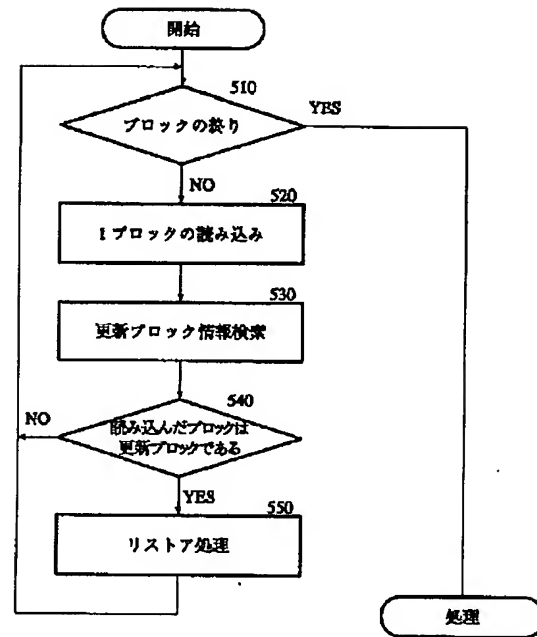 開始
510
ブロックの終り
YES
NO
520
1ブロックの読み込み
530
更新ブロック情報検索
540
NO
読み込んだブロックは
更新ブロックである
YES
550
リストア処理
処理